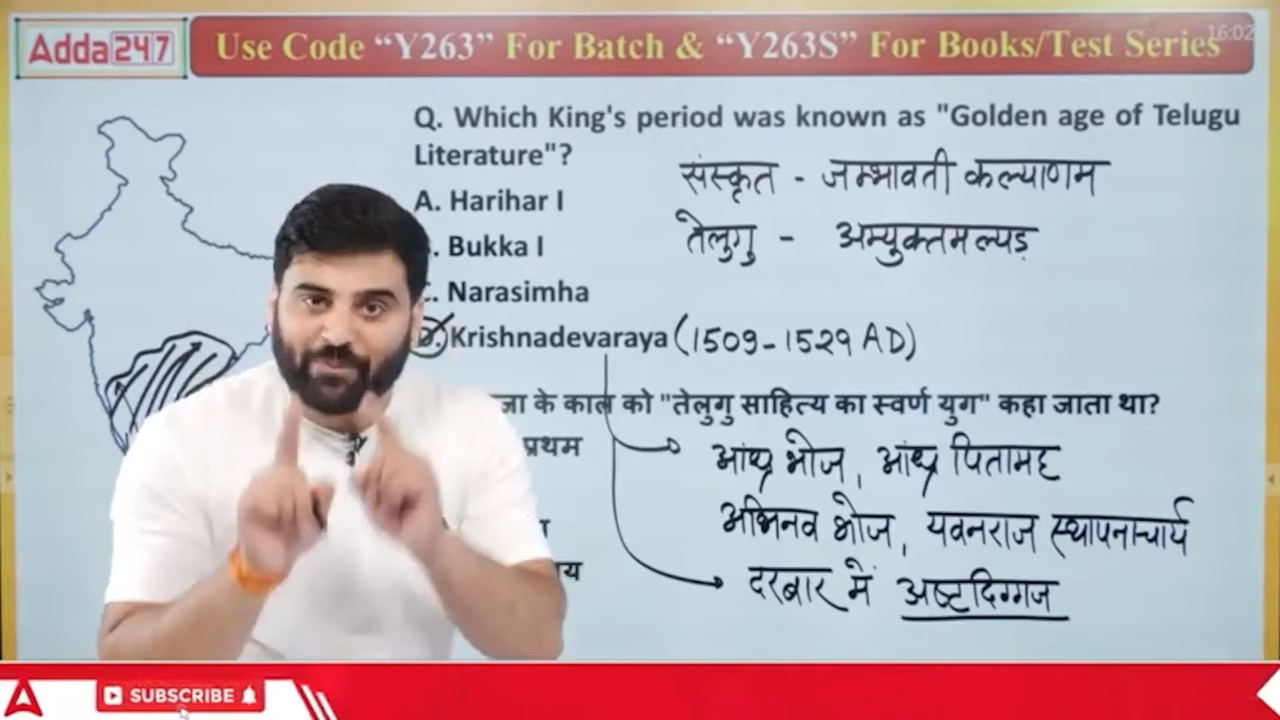 Adda247
Use Code “Y263” For Batch & “Y263S” For Books/Test Series
16:02
Q. Which King's period was known as "Golden age of Telugu
Literature"?
संस्कृत - जम्भावती कल्याणम
A. Harihar I
तेलुगु - अम्युक्तमल्यड़
. Bukka I
. Narasimha
D. Krishnadevaraya (1509-1529 AD)
जा के काल को "तेलुगु साहित्य का स्वर्ण युग" कहा जाता था?
प्रथम
आंध्र भोज, आंध्र पितामह
अभिनव भोज, यवनराज स्थापनाचार्य
य
दरबार में अष्टदिग्गज
SUBSCRIBE